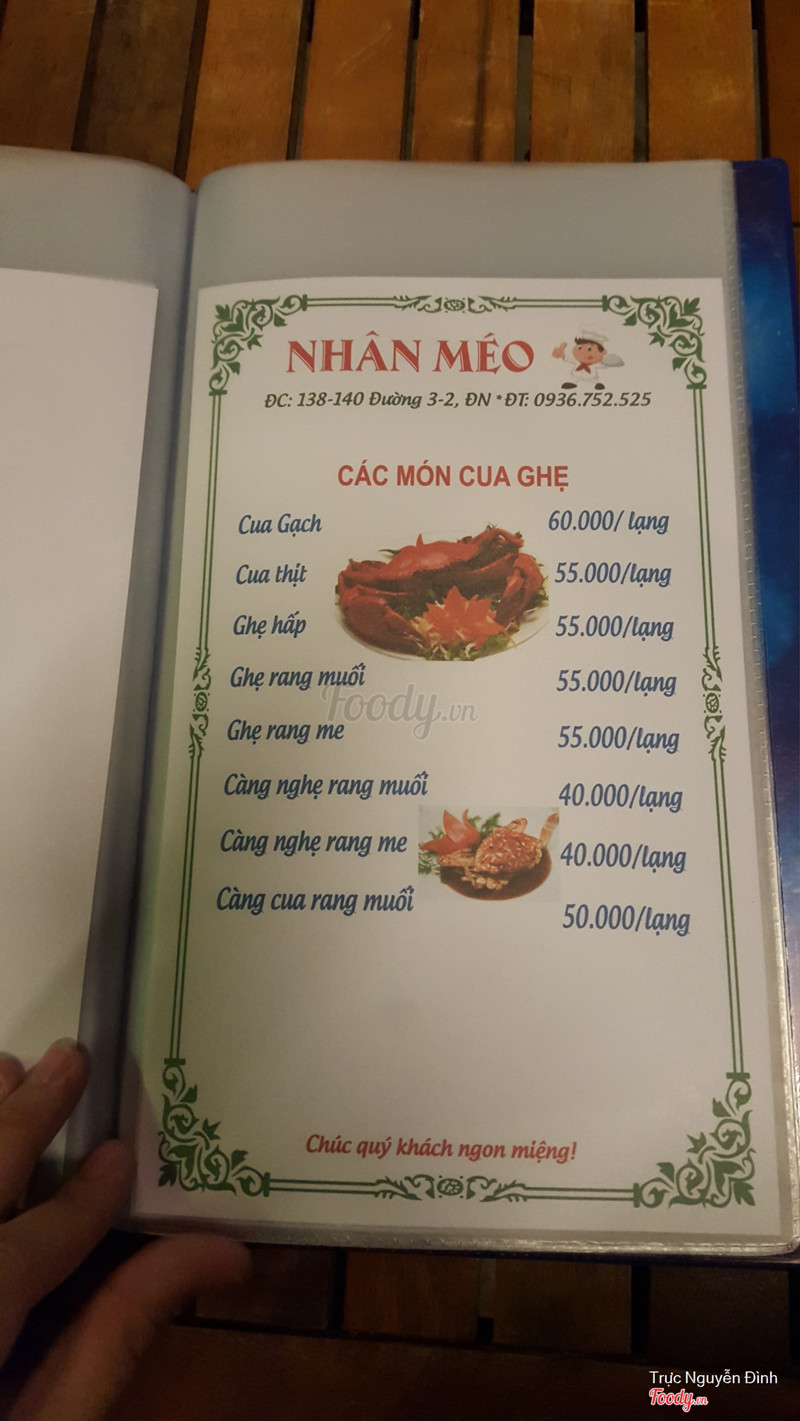 NHÂN MÉO
ĐC: 138-140 Đường 3-2, ĐN * ĐT: 0936.752.525
CÁC MÓN CUA GHẸ
Cua Gạch 60.000/ lạng
Cua thịt 55.000/lạng
Ghẹ hấp 55.000/lạng
Ghẹ rang muối 55.000/lạng
Foody.vn
Ghẹ rang me 55.000/lạng
Càng nghẹ rang muối 40.000/lạng
Càng nghẹ rang me 40.000/lạng
Càng cua rang muối 50.000/lạng
Chúc quý khách ngon miệng!
Trực Nguyễn Đình
Foody.vn